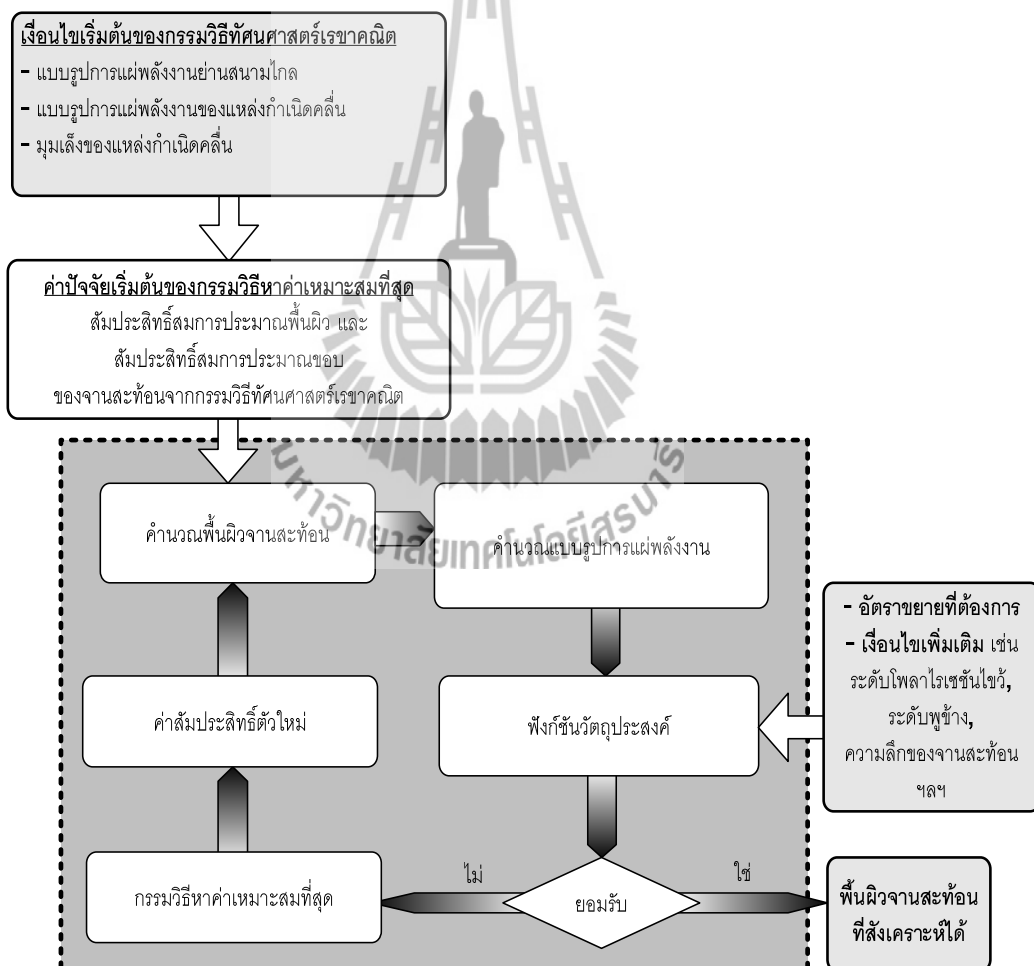 เงื่อนไขเริ่มต้นของกรรมวิธีทัศนศาสตร์เรขาคณิต
- แบบรูปการแผ่พลังงานย่านสนามไกล
- แบบรูปการแผ่พลังงานของแหล่งกำเนิดคลื่น
- มุมเล็งของแหล่งกำเนิดคลื่น
ค่าปัจจัยเริ่มต้นของกรรมวิธีหาค่าเหมาะสมที่สุด
สัมประสิทธิ์สมการประมาณพื้นผิว และ
สัมประสิทธิ์สมการประมาณขอบ
ของจานสะท้อนจากกรรมวิธีทัศนศาสตร์เรขาคณิต
มหาวิทยาลัยเทคโนโลยีสุรนารี
คำนวณพื้นผิวจานสะท้อน
คำนวณแบบรูปการแผ่พลังงาน
- อัตราขยายที่ต้องการ
- เงื่อนไขเพิ่มเติม เช่น
ระดับโพลาไรเซชันไขว้,
ระดับพูข้าง,
ความลึกของจานสะท้อน
ฯลฯ
ค่าสัมประสิทธิ์ตัวใหม่
ฟังก์ชันวัตถุประสงค์
กรรมวิธีหาค่าเหมาะสมที่สุด
ไม่
ยอมรับ
ใช่
พื้นผิวจานสะท้อน
ที่สังเคราะห์ได้